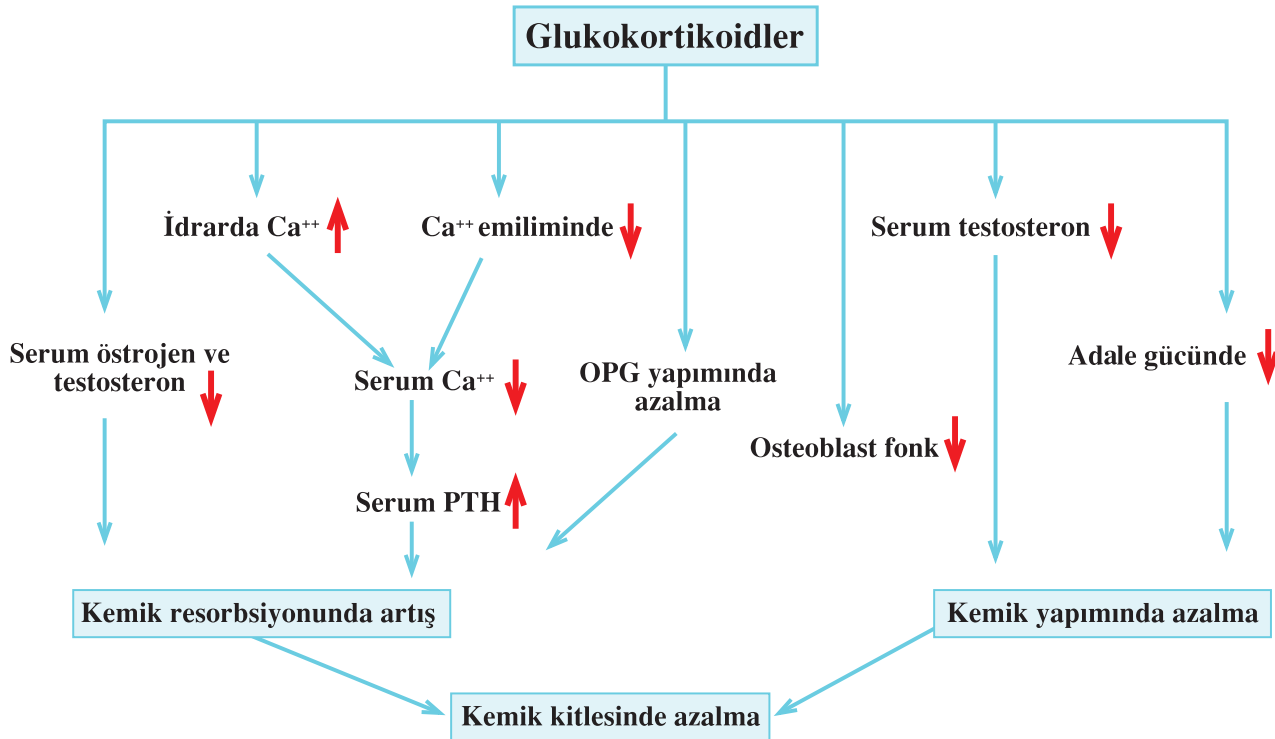 Glukokortikoidler
İdrarda Ca++
Ca++ emiliminde
Serum testosteron
Serum östrojen ve
testosteron
Serum Ca++
OPG yapımında
azalma
Adale gücünde
Osteoblast fonk
Serum PTH
Kemik resorbsiyonunda artış
Kemik yapımında azalma
Kemik kitlesinde azalma